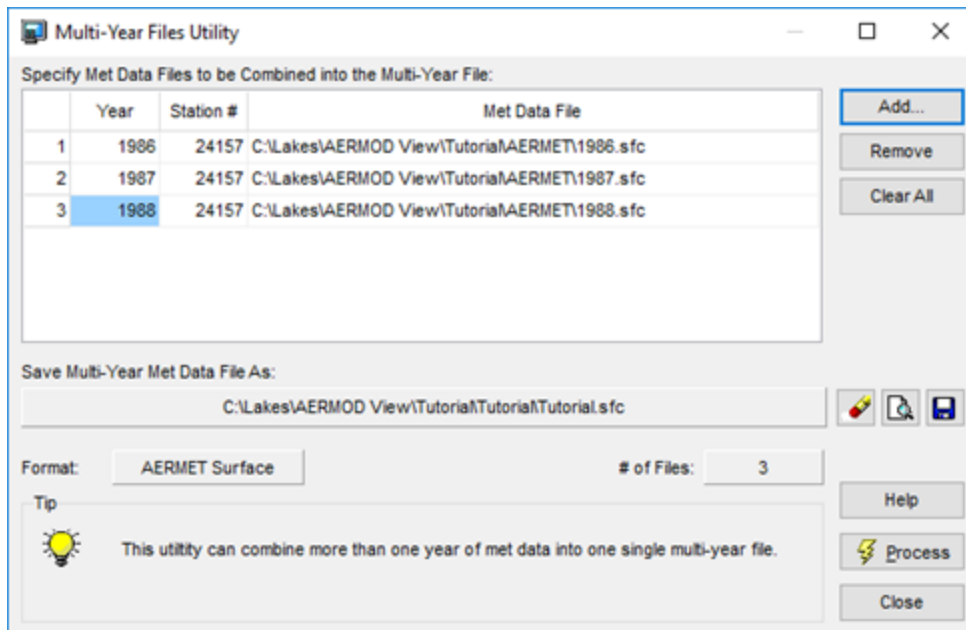 Multi-Year Files Utility
Specify Met Data Files to be Combined into the Multi-Year File:
Year Station # Met Data File
1 1986 24157 C:\Lakes\AERMOD View\Tutorial\AERMET\1986.sfc
2 1987 24157 C:\Lakes\AERMOD View\Tutorial\AERMET\1987.sfc
3 1988 24157 C:\Lakes\AERMOD View\Tutorial\AERMET\1988.sfc
Add...
Remove
Clear All
Save Multi-Year Met Data File As:
C:\Lakes\AERMOD View\Tutorial\Tutorial\Tutorial.sfc
Format: AERMET Surface # of Files: 3
Tip
This utiltity can combine more than one year of met data into one single multi-year file.
Help
Process
Close